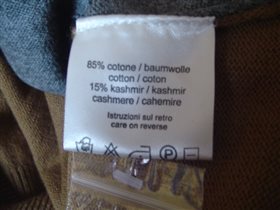 85% cotone / baumwolle
cotton / coton
15% kashmir / kashmir
cashmere / cahemire
Istruzioni sul retro
care on reverse